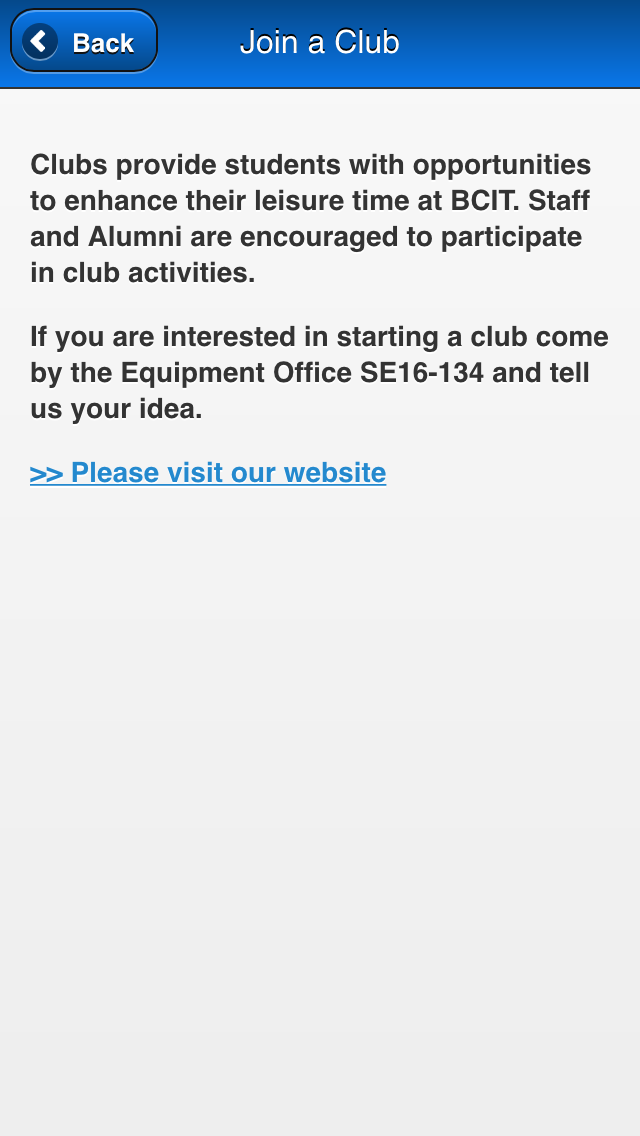 Back
Join a Club
Clubs provide students with opportunities
to enhance their leisure time at BCIT. Staff
and Alumni are encouraged to participate
in club activities.
If you are interested in starting a club come
by the Equipment Office SE16-134 and tell
us your idea.
>> Please visit our website